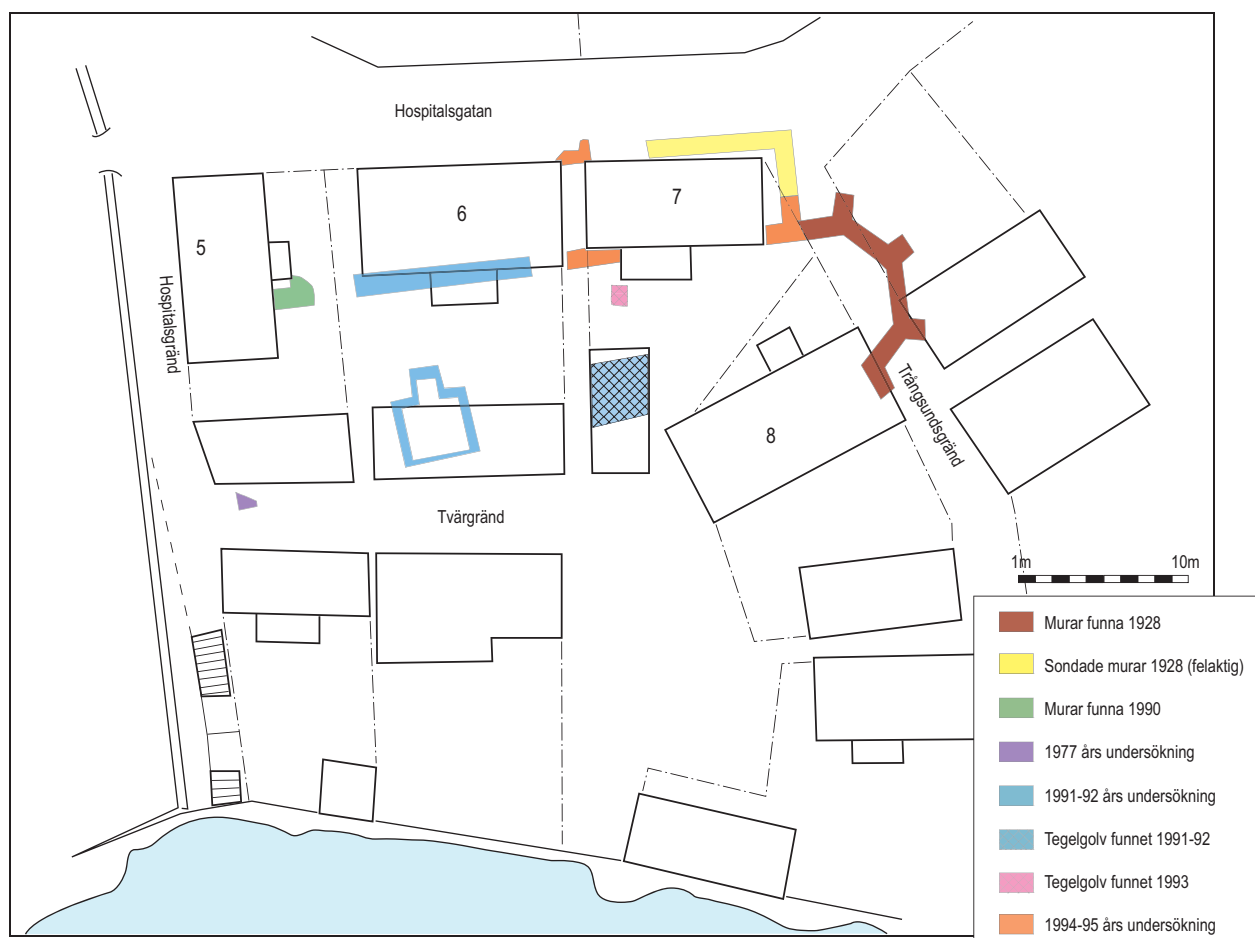 Hospitalsgatan
5
6
7
Hospitalsgränd
8
Trångsundsgränd
Tvärgränd
1m 10m
Murar funna 1928
Sondade murar 1928 (felaktig)
Murar funna 1990
1977 års undersökning
1991-92 års undersökning
Tegelgolv funnet 1991-92
Tegelgolv funnet 1993
1994-95 års undersökning